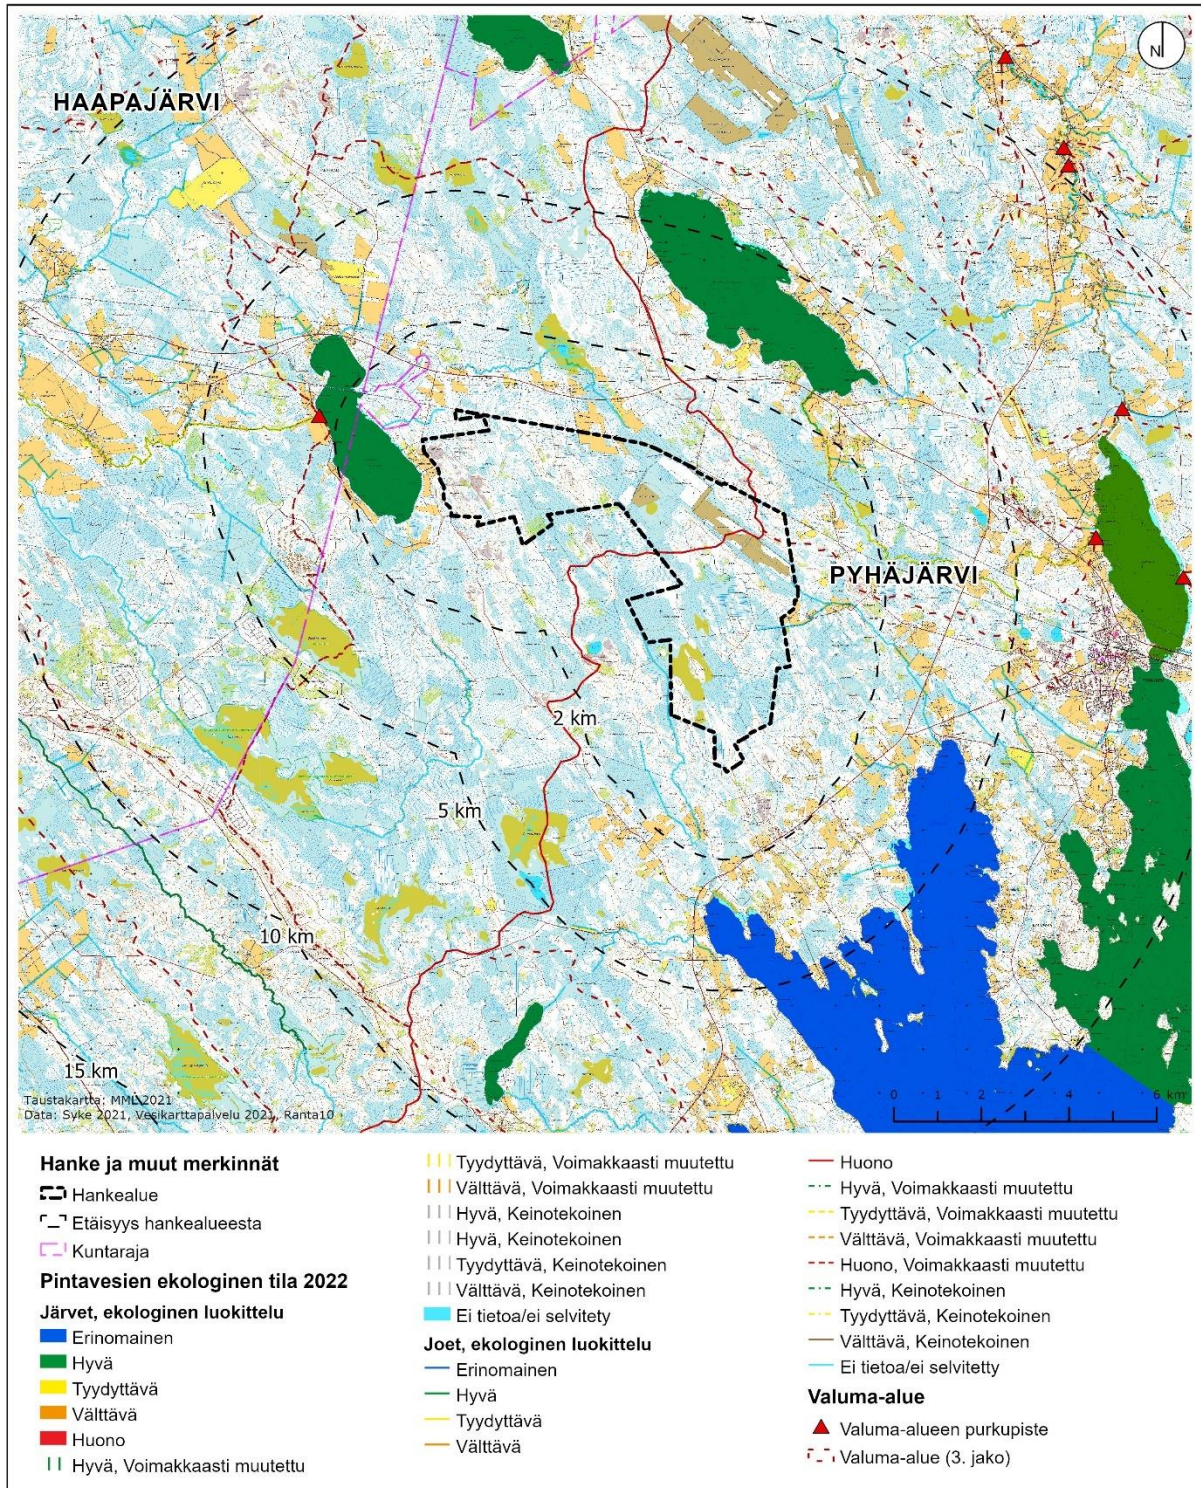 N
HAAPAJÄRVI
PYHÄJÄRVI
2 km
5 km
10 km
15 km
Taustakartta: MML 2021
Data: Syke 2021, Vesikarttapalvelu 2021, Ranta10
0 1 2 4 6 km
Hanke ja muut merkinnät
Hankealue
Etäisyys hankealueesta
Kuntaraja
Pintavesien ekologinen tila 2022
Järvet, ekologinen luokittelu
Erinomainen
Hyvä
Tyydyttävä
Välttävä
Huono
Hyvä, Voimakkaasti muutettu
Tyydyttävä, Voimakkaasti muutettu
Välttävä, Voimakkaasti muutettu
Hyvä, Keinotekoinen
Hyvä, Keinotekoinen
Tyydyttävä, Keinotekoinen
Välttävä, Keinotekoinen
Ei tietoa/ei selvitety
Joet, ekologinen luokittelu
Erinomainen
Hyvä
Tyydyttävä
Välttävä
Huono
Hyvä, Voimakkaasti muutettu
Tyydyttävä, Voimakkaasti muutettu
Välttävä, Voimakkaasti muutettu
Huono, Voimakkaasti muutettu
Hyvä, Keinotekoinen
Tyydyttävä, Keinotekoinen
Välttävä, Keinotekoinen
Ei tietoa/ei selvitetty
Valuma-alue
Valuma-alueen purkupiste
Valuma-alue (3. jako)